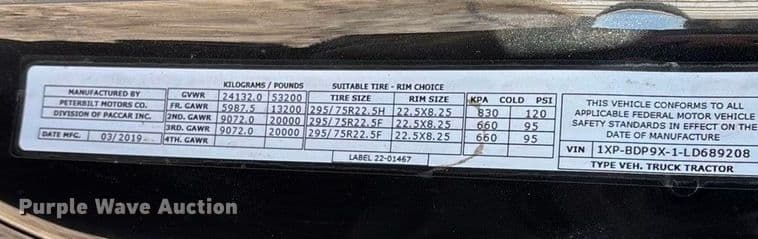 KILOGRAMS / POUNDS SUITABLE TIRE - RIM CHOICE
MANUFACTURED BY
PETERBILT MOTORS CO.
DIVISION OF PACCAR INC.
DATE MFG. 03/2019
GVWR 24132.0 53200 TIRE SIZE RIM SIZE KPA COLD PSI
FR. GAWR 5987.5 13200 295/75R22.5H 22.5X8.25 830 120
2ND. GAWR 9072.0 20000 295/75R22.5F 22.5X8.25 660 95
3RD. GAWR 9072.0 20000 295/75R22.5F 22.5X8.25 660 95
4TH. GAWR
LABEL 22-01467
THIS VEHICLE CONFORMS TO ALL
APPLICABLE FEDERAL MOTOR VEHICLE
SAFETY STANDARDS IN EFFECT ON THE
DATE OF MANUFACTURE
VIN 1XP-BDP9X-1-LD689208
TYPE VEH. TRUCK TRACTOR
Purple Wave Auction